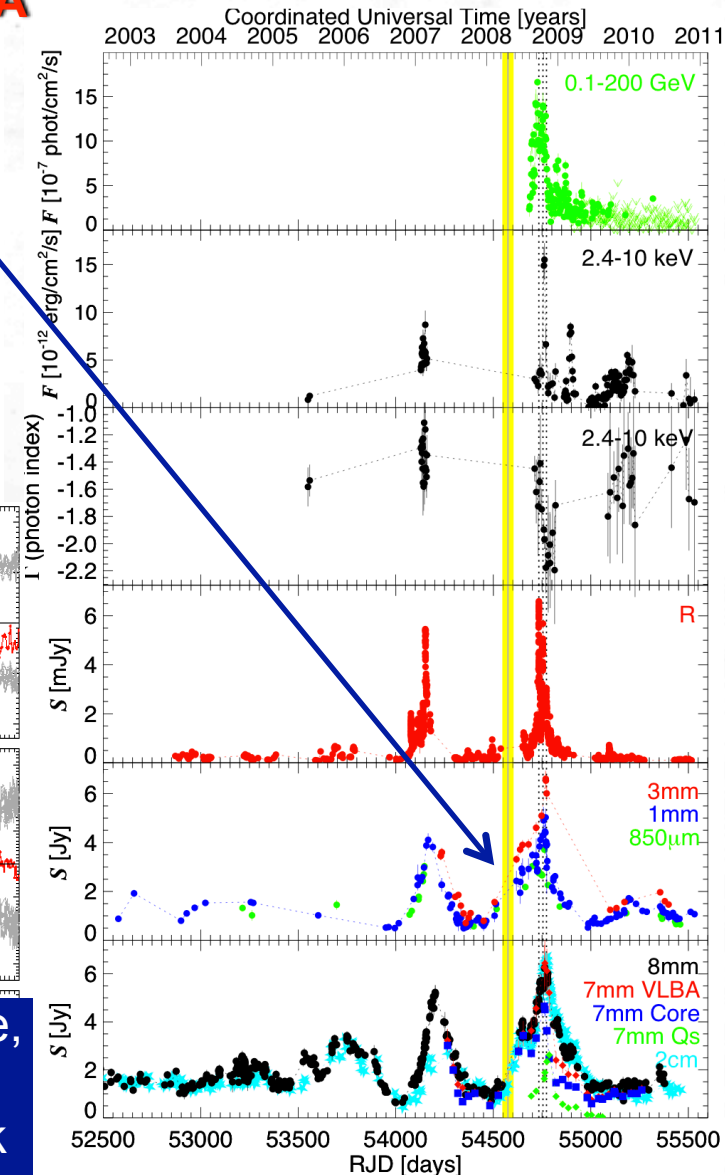 A
Coordinated Universal Time [years]
2003 2004 2005 2006 2007 2008 2009 2010 2011
F [10-7 phot/cm2/s]
15
10
5
0
0.1-200 GeV
F [10-12 erg/cm2/s]
15
10
5
0
2.4-10 keV
Γ (photon index)
-1.0
-1.2
-1.4
-1.6
-1.8
-2.0
-2.2
2.4-10 keV
S [mJy]
6
4
2
0
R
S [Jy]
6
4
2
0
3mm
1mm
850μm
S [Jy]
6
4
2
0
8mm
7mm VLBA
7mm Core
7mm Qs
2cm
52500 53000 53500 54000 54500 55000 55500
RJD [days]
e,
k